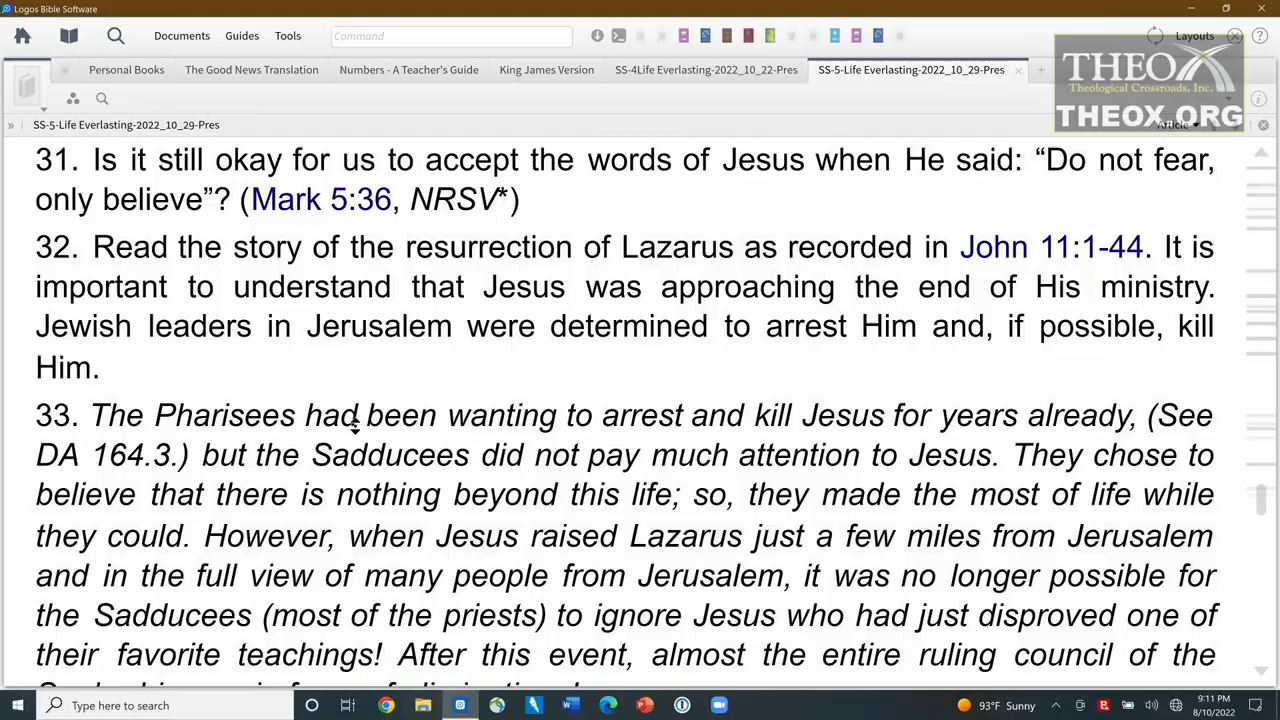 Logos Bible Software
Documents Guides Tools Command Layouts
Personal Books The Good News Translation Numbers - A Teacher's Guide King James Version SS-4Life Everlasting-2022_10_22-Pres SS-5-Life Everlasting-2022_10_29-Pres
THEOX
Theological Crossroads, Inc.
THEOX.ORG
SS-5-Life Everlasting-2022_10_29-Pres Article
31. Is it still okay for us to accept the words of Jesus when He said: “Do not fear,
only believe”? (Mark 5:36, NRSV*)
32. Read the story of the resurrection of Lazarus as recorded in John 11:1-44. It is
important to understand that Jesus was approaching the end of His ministry.
Jewish leaders in Jerusalem were determined to arrest Him and, if possible, kill
Him.
33. The Pharisees had been wanting to arrest and kill Jesus for years already, (See
DA 164.3.) but the Sadducees did not pay much attention to Jesus. They chose to
believe that there is nothing beyond this life; so, they made the most of life while
they could. However, when Jesus raised Lazarus just a few miles from Jerusalem
and in the full view of many people from Jerusalem, it was no longer possible for
the Sadducees (most of the priests) to ignore Jesus who had just disproved one of
their favorite teachings! After this event, almost the entire ruling council of the
Type here to search
93°F Sunny
9:11 PM
8/10/2022